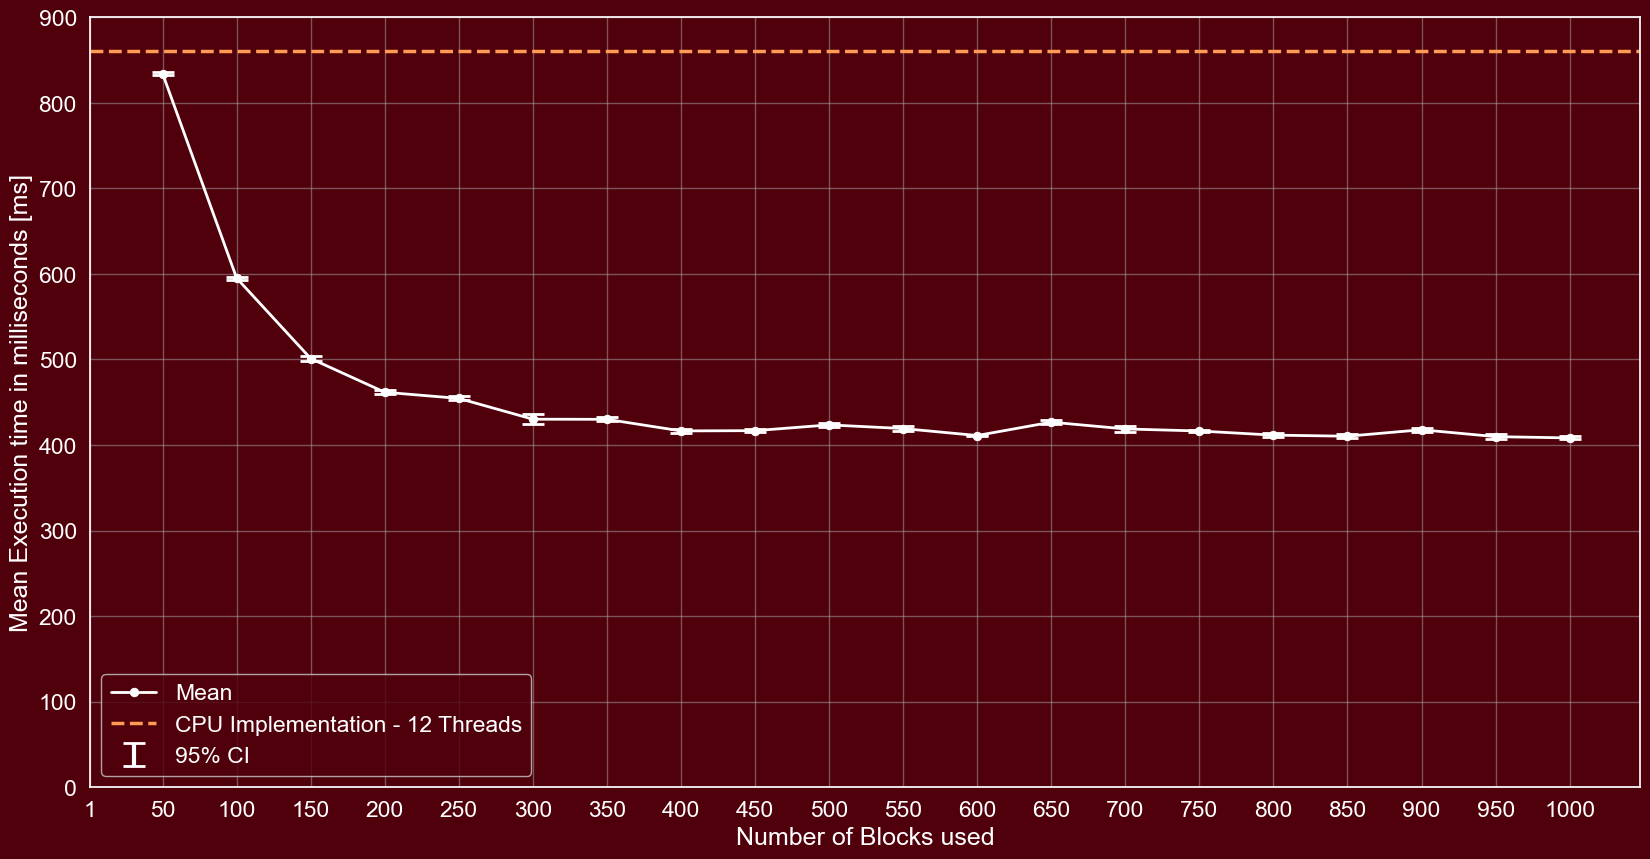 900
800
700
600
500
400
300
200
100
0
Mean Execution time in milliseconds [ms]
Mean
CPU Implementation - 12 Threads
95% CI
1 50 100 150 200 250 300 350 400 450 500 550 600 650 700 750 800 850 900 950 1000
Number of Blocks used